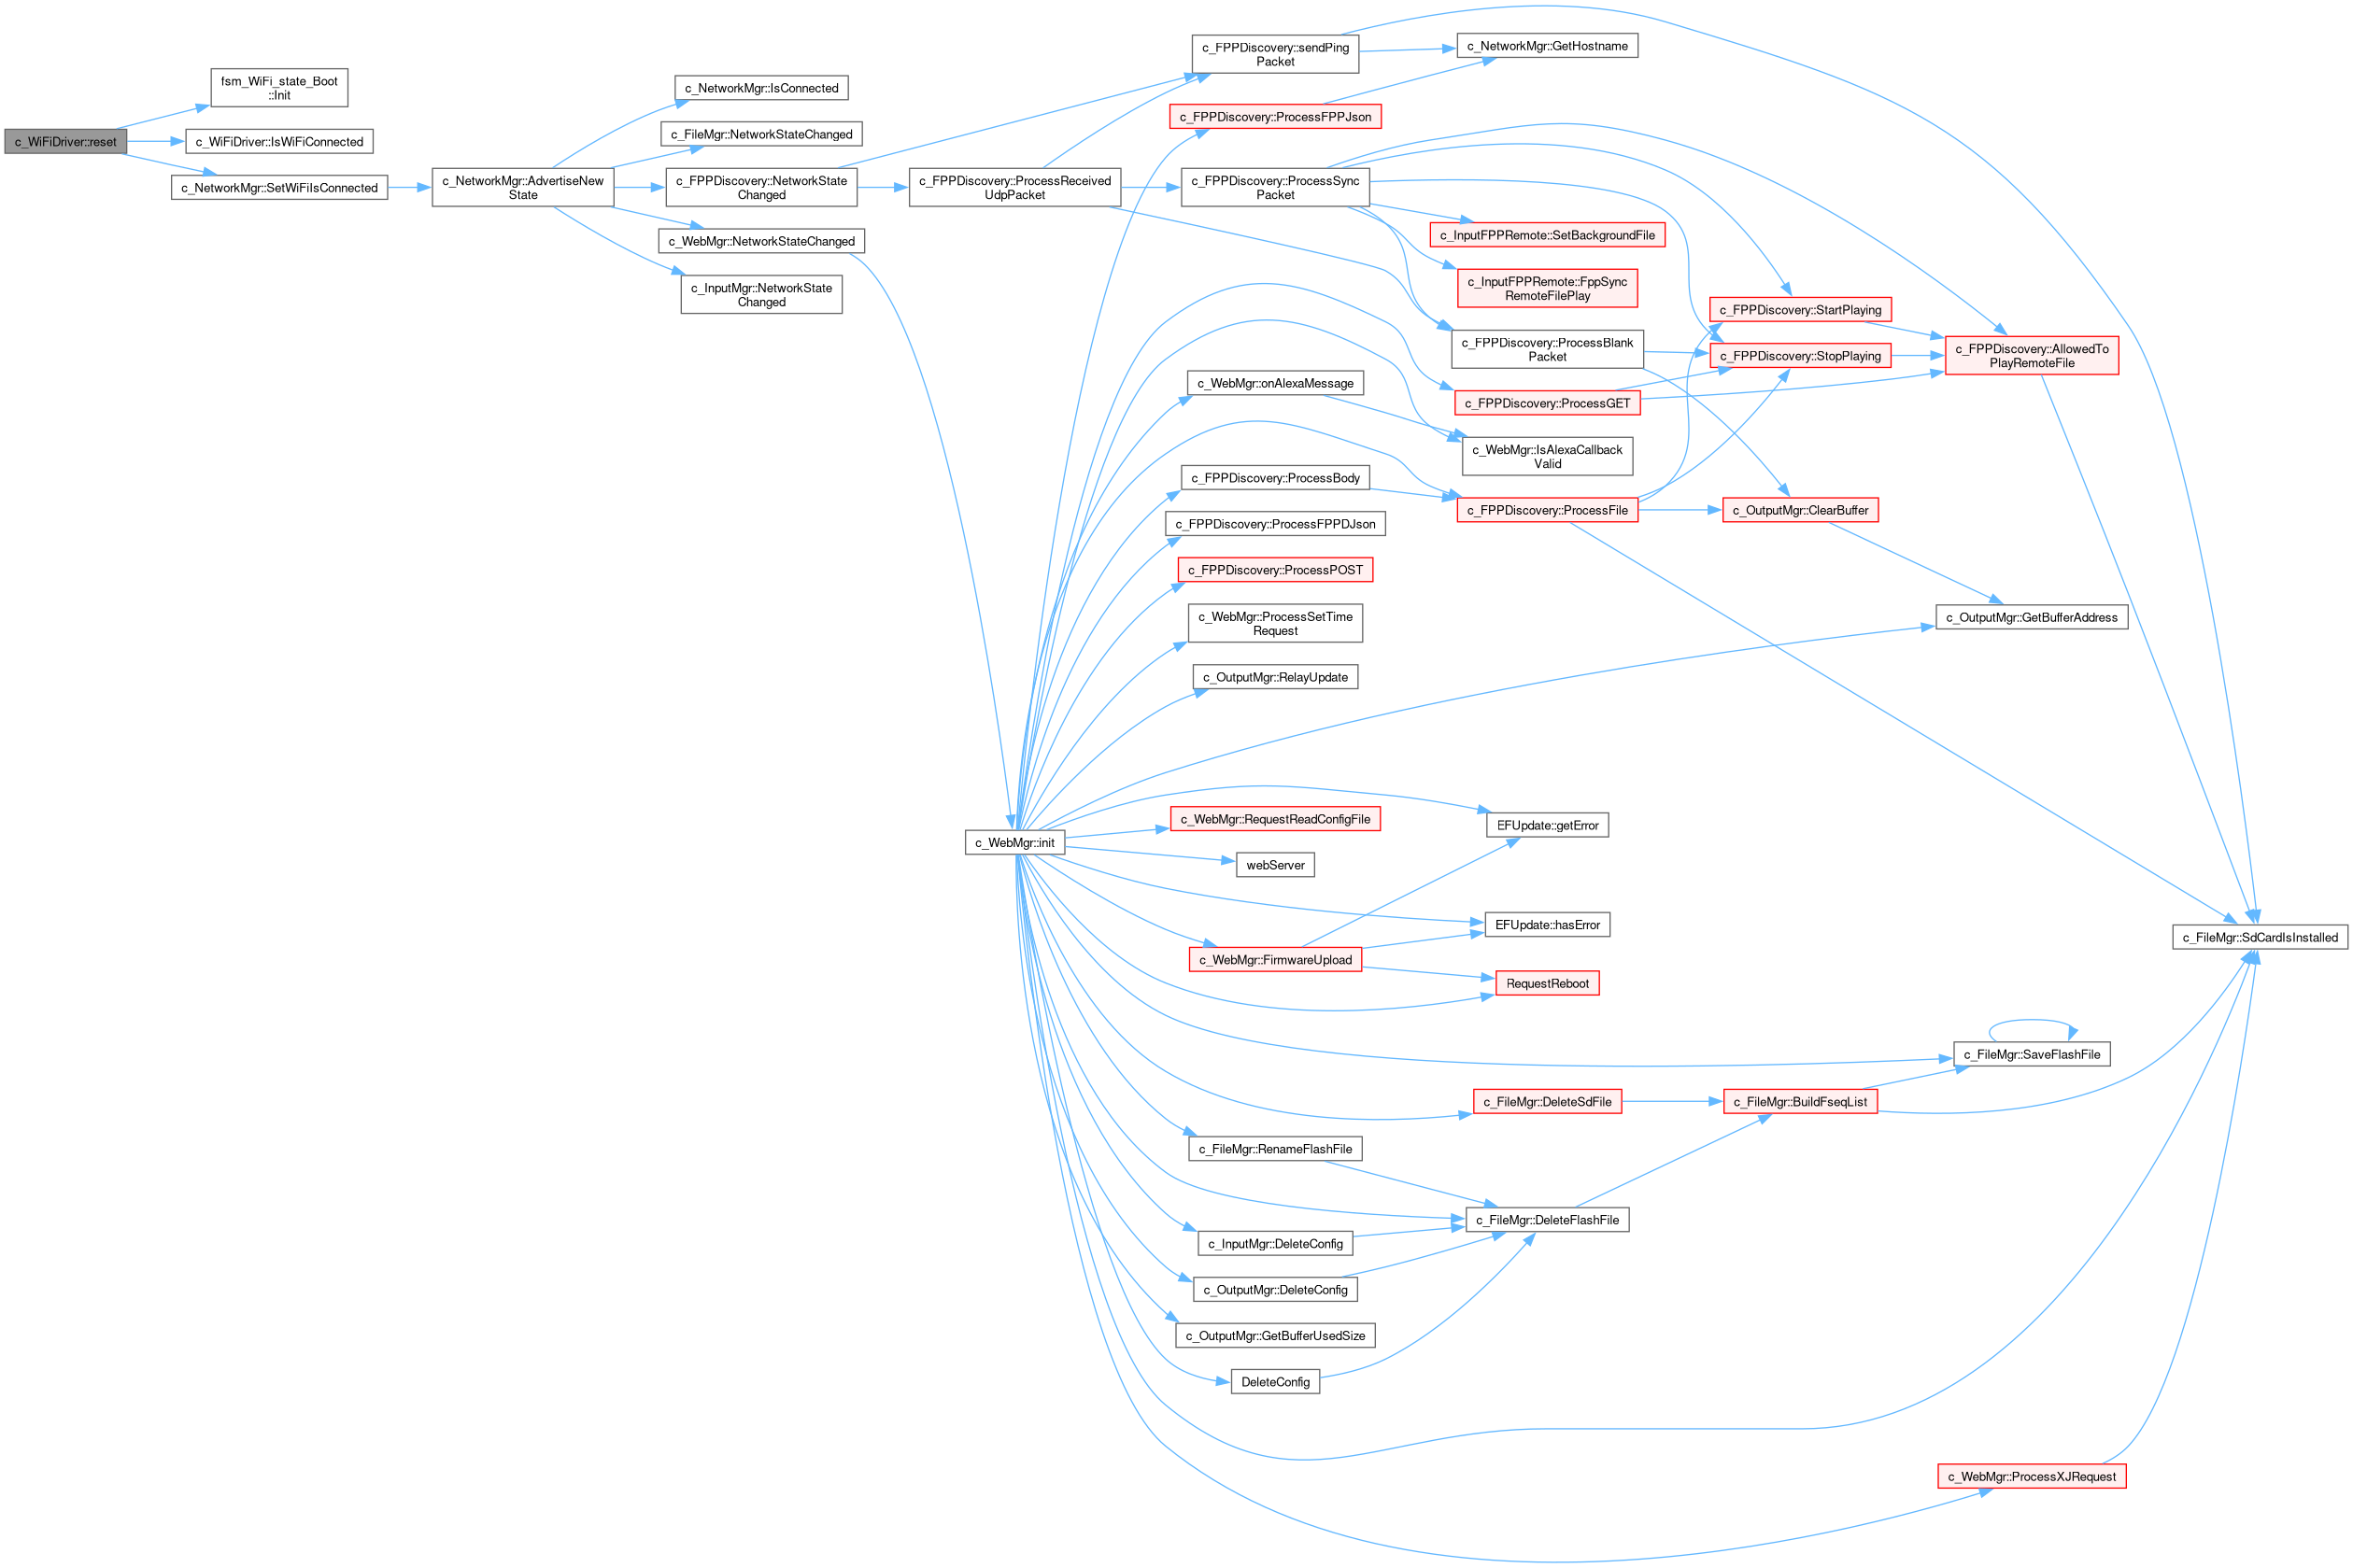 c_WiFiDriver::reset
fsm_WiFi_state_Boot
::Init
c_WiFiDriver::IsWiFiConnected
c_NetworkMgr::SetWiFiIsConnected
c_NetworkMgr::AdvertiseNew
State
c_NetworkMgr::IsConnected
c_FileMgr::NetworkStateChanged
c_FPPDiscovery::NetworkState
Changed
c_WebMgr::NetworkStateChanged
c_InputMgr::NetworkState
Changed
c_FPPDiscovery::ProcessReceived
UdpPacket
c_WebMgr::init
c_FPPDiscovery::sendPing
Packet
c_FPPDiscovery::ProcessFPPJson
c_FPPDiscovery::ProcessSync
Packet
c_WebMgr::onAlexaMessage
c_FPPDiscovery::ProcessBody
c_FPPDiscovery::ProcessFPPDJson
c_FPPDiscovery::ProcessPOST
c_WebMgr::ProcessSetTime
Request
c_OutputMgr::RelayUpdate
c_WebMgr::RequestReadConfigFile
webServer
c_WebMgr::FirmwareUpload
c_FileMgr::RenameFlashFile
c_InputMgr::DeleteConfig
c_OutputMgr::DeleteConfig
c_OutputMgr::GetBufferUsedSize
DeleteConfig
c_NetworkMgr::GetHostname
c_InputFPPRemote::SetBackgroundFile
c_InputFPPRemote::FppSync
RemoteFilePlay
c_FPPDiscovery::ProcessBlank
Packet
c_FPPDiscovery::ProcessGET
c_WebMgr::IsAlexaCallback
Valid
c_FPPDiscovery::ProcessFile
EFUpdate::getError
EFUpdate::hasError
RequestReboot
c_FileMgr::DeleteSdFile
c_FileMgr::DeleteFlashFile
c_FPPDiscovery::StartPlaying
c_FPPDiscovery::StopPlaying
c_OutputMgr::ClearBuffer
c_FileMgr::BuildFseqList
c_FPPDiscovery::AllowedTo
PlayRemoteFile
c_OutputMgr::GetBufferAddress
c_FileMgr::SaveFlashFile
c_WebMgr::ProcessXJRequest
c_FileMgr::SdCardIsInstalled